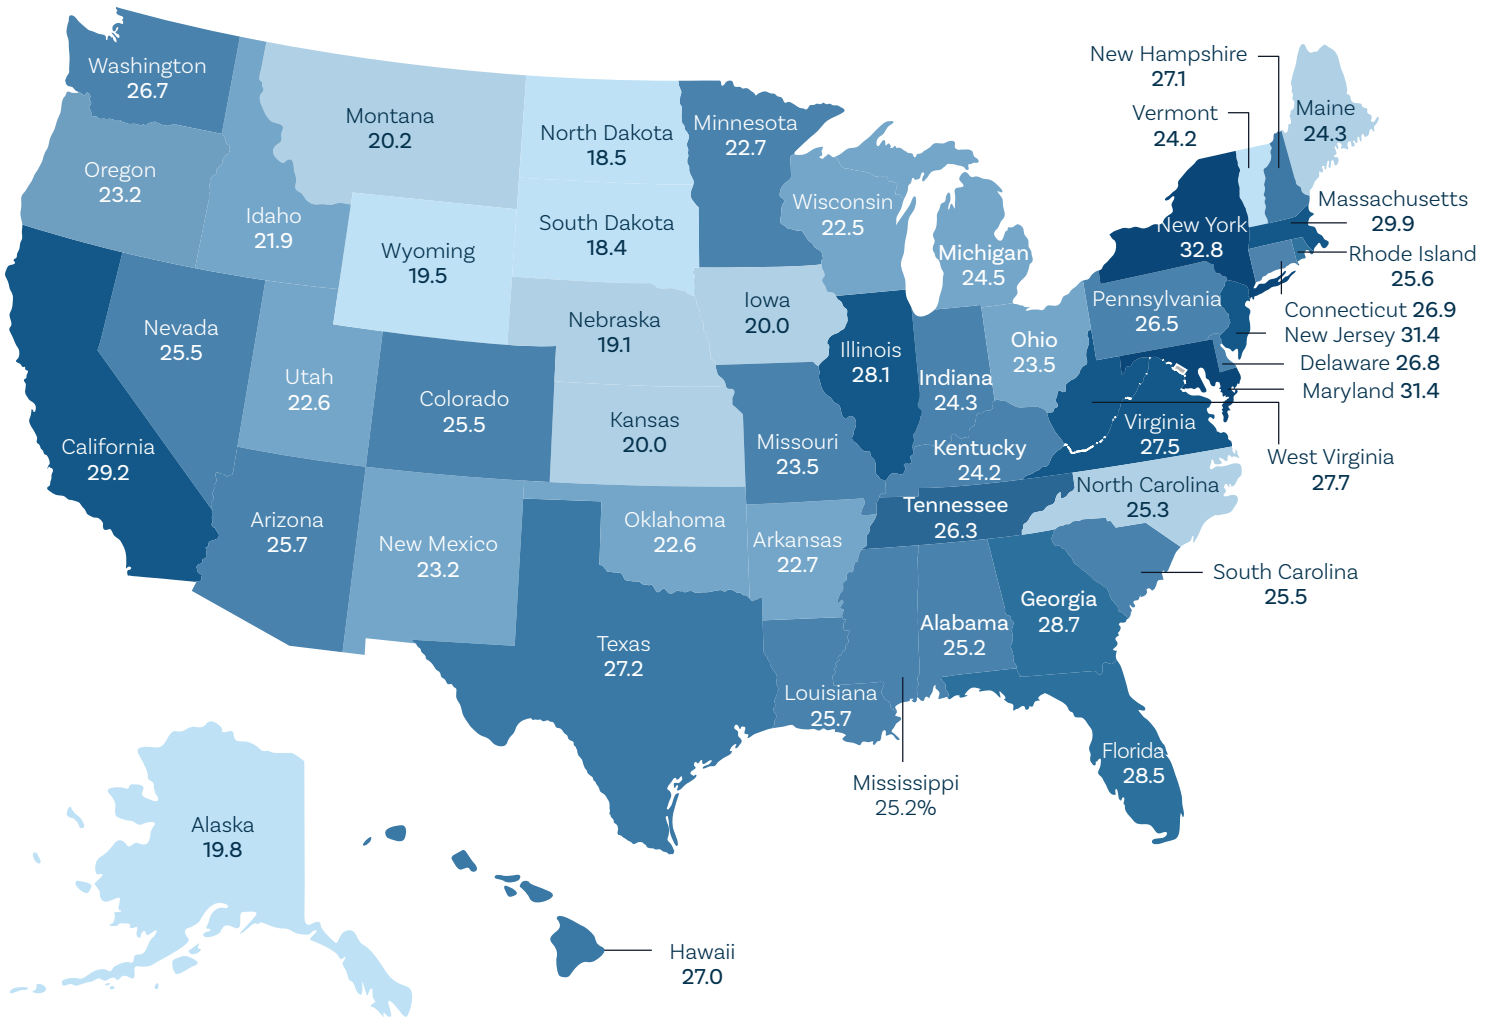 Washington
26.7
Oregon
23.2
California
29.2
Nevada
25.5
Idaho
21.9
Montana
20.2
Wyoming
19.5
Utah
22.6
Colorado
25.5
Arizona
25.7
New Mexico
23.2
North Dakota
18.5
South Dakota
18.4
Nebraska
19.1
Kansas
20.0
Oklahoma
22.6
Texas
27.2
Minnesota
22.7
Iowa
20.0
Missouri
23.5
Arkansas
22.7
Louisiana
25.7
Wisconsin
22.5
Illinois
28.1
Michigan
24.5
Indiana
24.3
Ohio
23.5
Kentucky
24.2
Tennessee
26.3
Mississippi
25.2%
Alabama
25.2
Georgia
28.7
Florida
28.5
South Carolina
25.5
North Carolina
25.3
Virginia
27.5
West Virginia
27.7
Pennsylvania
26.5
New York
32.8
New Hampshire
27.1
Vermont
24.2
Maine
24.3
Massachusetts
29.9
Rhode Island
25.6
Connecticut 26.9
New Jersey 31.4
Delaware 26.8
Maryland 31.4
Alaska
19.8
Hawaii
27.0